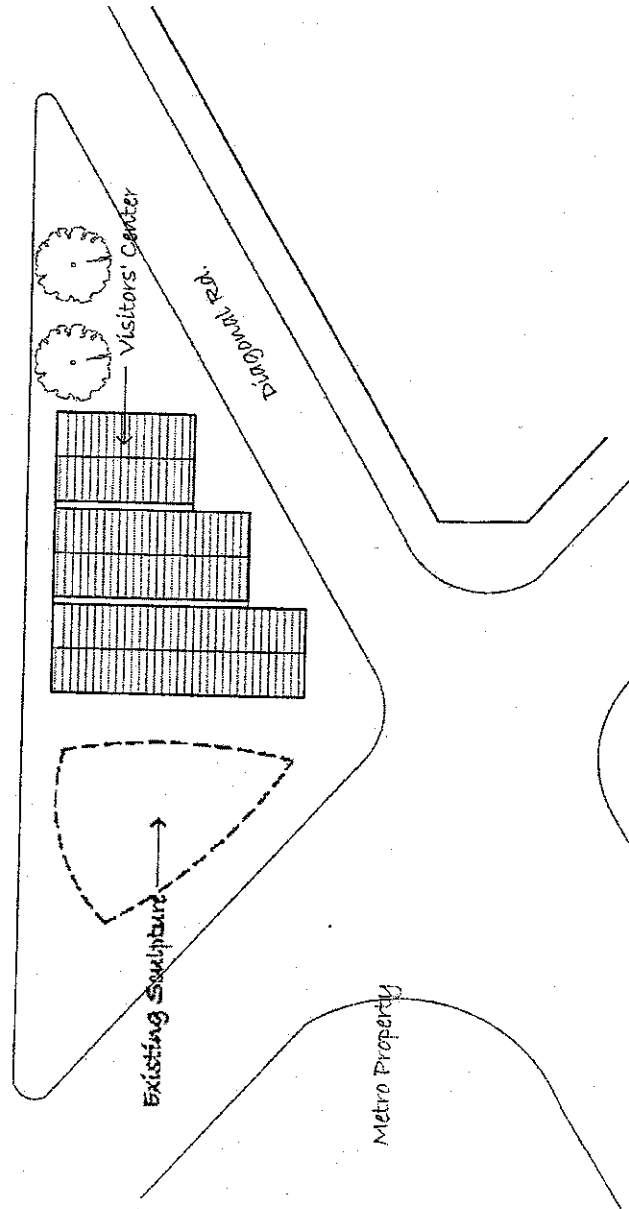 Visitors' Center
Diagonal Rd.
Existing Sculpture
Metro Property